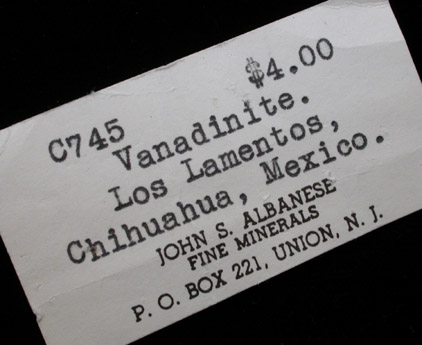 $4.00
C745
Vanadinite.
Los Lamentos,
Chihuahua, Mexico.
JOHN S. ALBANESE
FINE MINERALS
P. O. BOX 221, UNION, N. J.